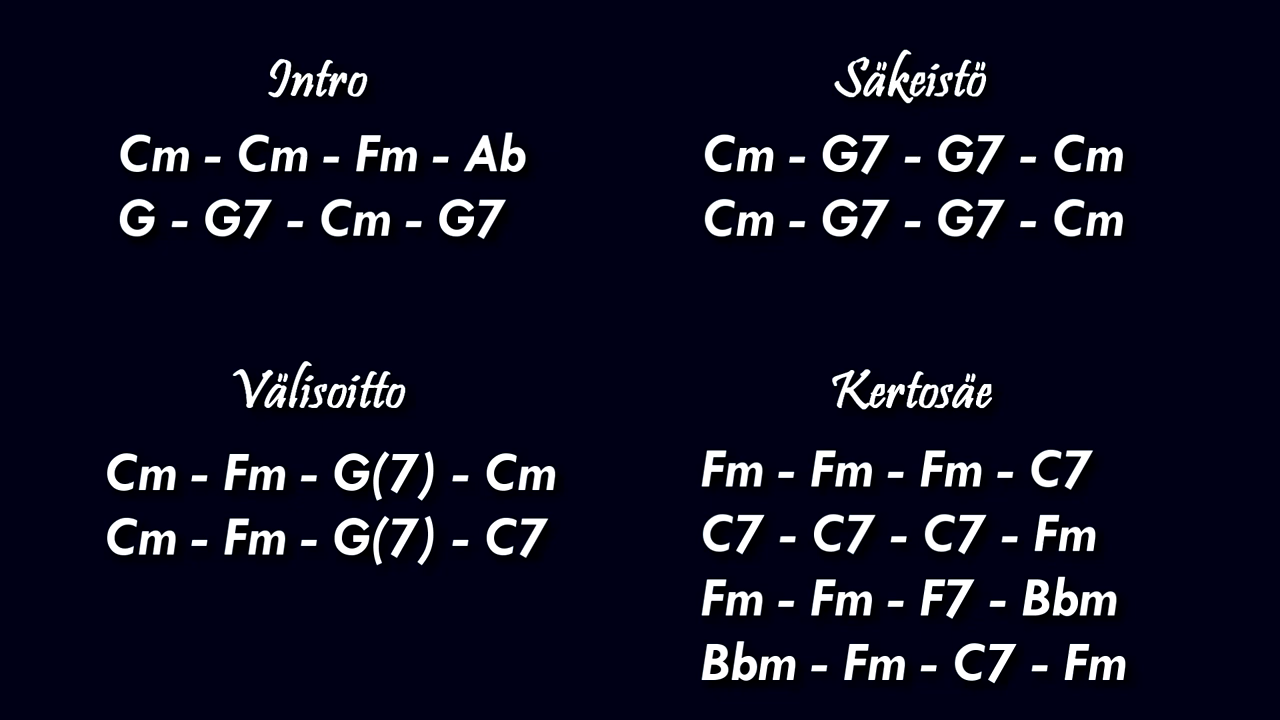 Intro
Cm - Cm - Fm - Ab
G - G7 - Cm - G7
Säkeistö
Cm - G7 - G7 - Cm
Cm - G7 - G7 - Cm
Välisoitto
Cm - Fm - G(7) - Cm
Cm - Fm - G(7) - C7
Kertosäe
Fm - Fm - Fm - C7
C7 - C7 - C7 - Fm
Fm - Fm - F7 - Bbm
Bbm - Fm - C7 - Fm